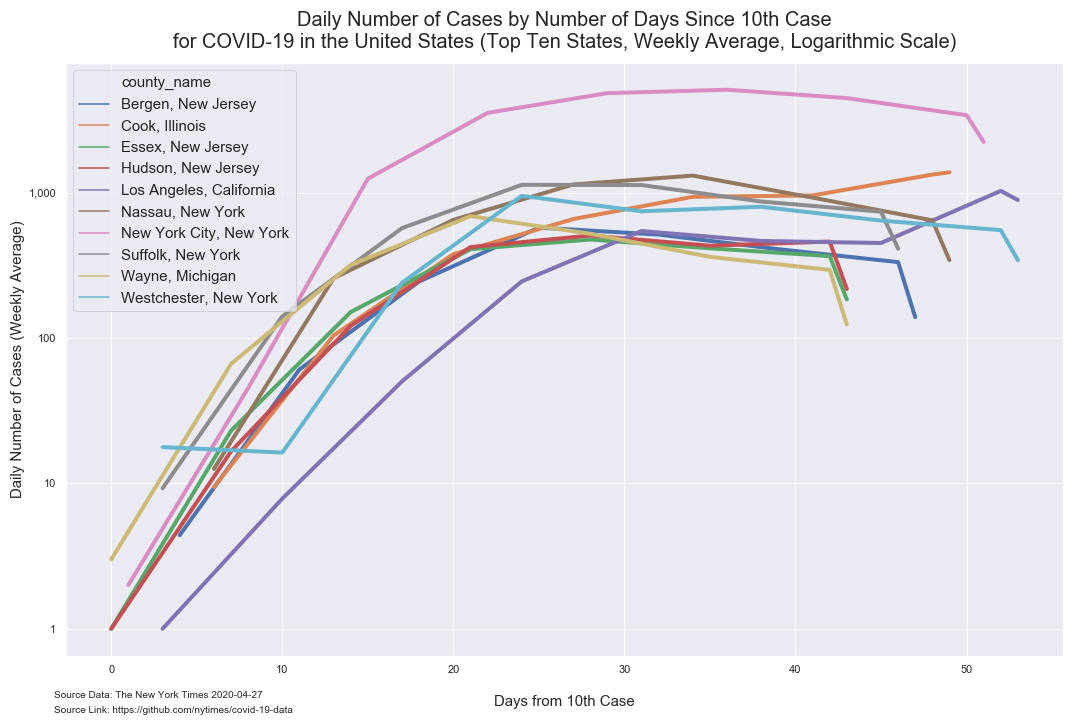 Daily Number of Cases by Number of Days Since 10th Case
for COVID-19 in the United States (Top Ten States, Weekly Average, Logarithmic Scale)
county_name
Bergen, New Jersey
Cook, Illinois
Essex, New Jersey
Hudson, New Jersey
Los Angeles, California
Nassau, New York
New York City, New York
Suffolk, New York
Wayne, Michigan
Westchester, New York
Daily Number of Cases (Weekly Average)
1,000
100
10
1
0 10 20 30 40 50
Days from 10th Case
Source Data: The New York Times 2020-04-27
Source Link: https://github.com/nytimes/covid-19-data